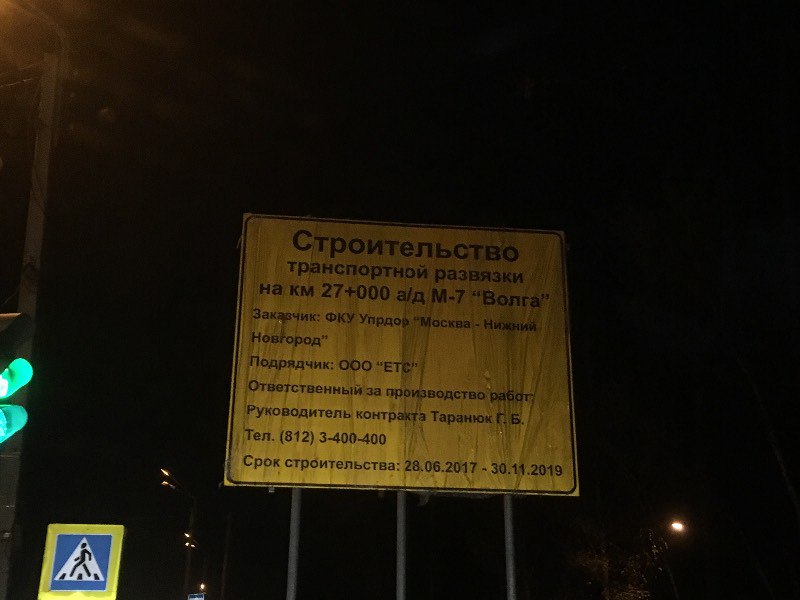 Строительство
транспортной развязки
на км 27+000 а/д М-7 “Волга”
Заказчик: ФКУ Упрдор “Москва - Нижний
Новгород”
Подрядчик: ООО “ЕТС”
Ответственный за производство работ:
Руководитель контракта Таранюк Г. Б.
Тел. (812) 3-400-400
Срок строительства: 28.06.2017 - 30.11.2019